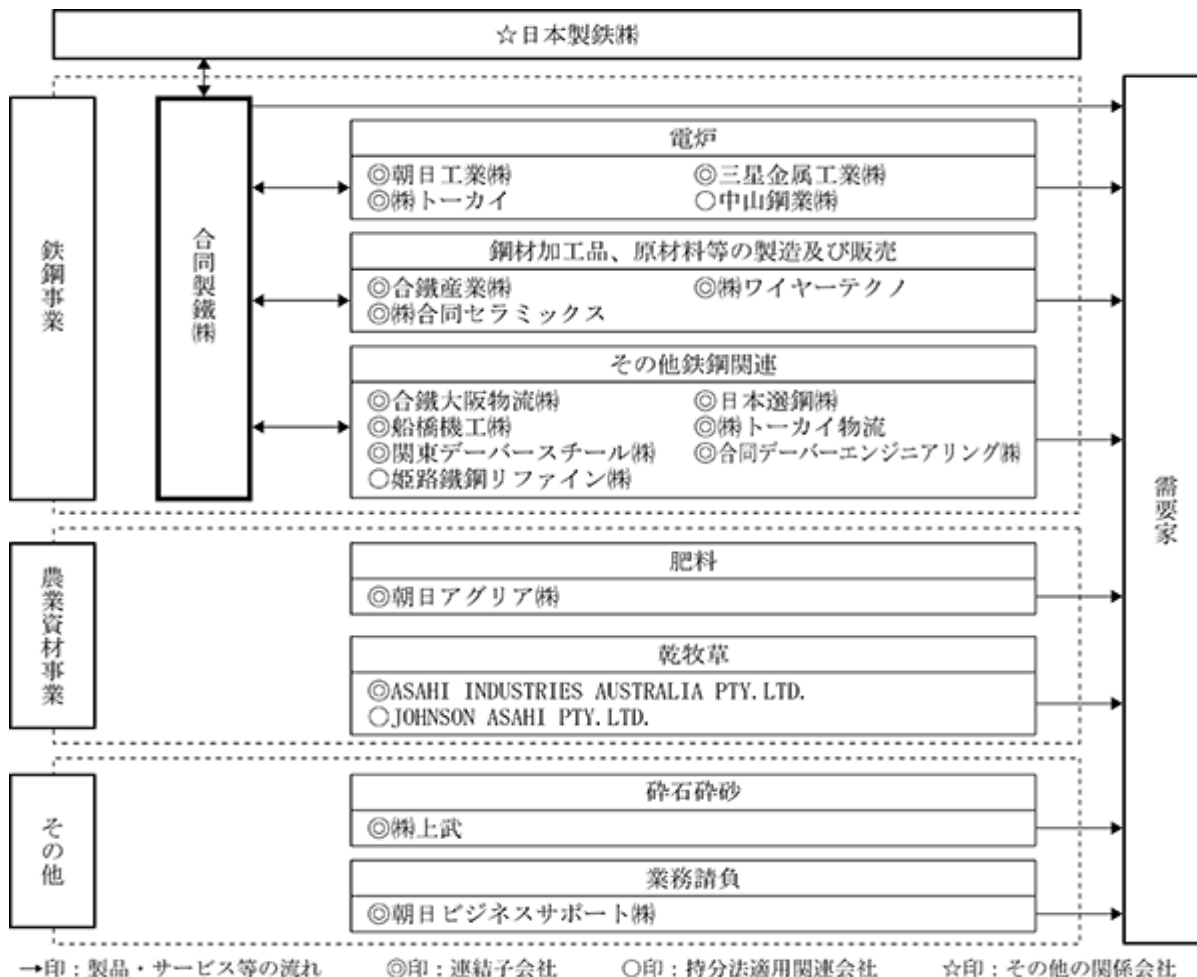 ☆日本製鉄㈱
鉄鋼事業
合同製鐵㈱
電炉
◎朝日工業㈱ ◎三星金属工業㈱
◎㈱トーカイ ○中山鋼業㈱
鋼材加工品、原材料等の製造及び販売
◎合鐵産業㈱ ◎㈱ワイヤーテクノ
◎㈱合同セラミックス
その他鉄鋼関連
◎合鐵大阪物流㈱ ◎日本選鋼㈱
◎船橋機工㈱ ◎㈱トーカイ物流
◎関東デーバースチール㈱ ◎合同デーバーエンジニアリング㈱
○姫路鐵鋼リファイン㈱
需要家
農業資材事業
肥料
◎朝日アグリア㈱
乾牧草
◎ASAHI INDUSTRIES AUSTRALIA PTY.LTD.
○JOHNSON ASAHI PTY.LTD.
その他
砕石砕砂
◎㈱上武
業務請負
◎朝日ビジネスサポート㈱
→印：製品・サービス等の流れ ◎印：連結子会社 ○印：持分法適用関連会社 ☆印：その他の関係会社